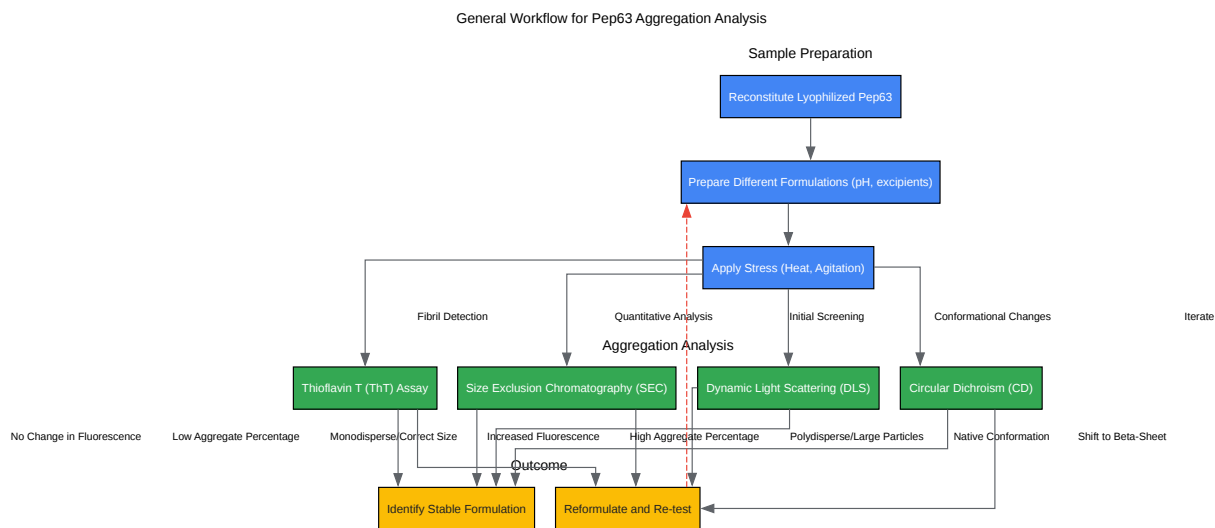 General Workflow for Pep63 Aggregation Analysis
Sample Preparation
Reconstitute Lyophilized Pep63
Prepare Different Formulations (pH, excipients)
Apply Stress (Heat, Agitation)
Fibril Detection
Quantitative Analysis
Initial Screening
Conformational Changes
Iterate
Aggregation Analysis
Thioflavin T (ThT) Assay
Size Exclusion Chromatography (SEC)
Dynamic Light Scattering (DLS)
Circular Dichroism (CD)
No Change in Fluorescence
Low Aggregate Percentage
Monodisperse/Correct Size
Increased Fluorescence
High Aggregate Percentage
Polydisperse/Large Particles
Native Conformation
Shift to Beta-Sheet
Outcome
Identify Stable Formulation
Reformulate and Re-test